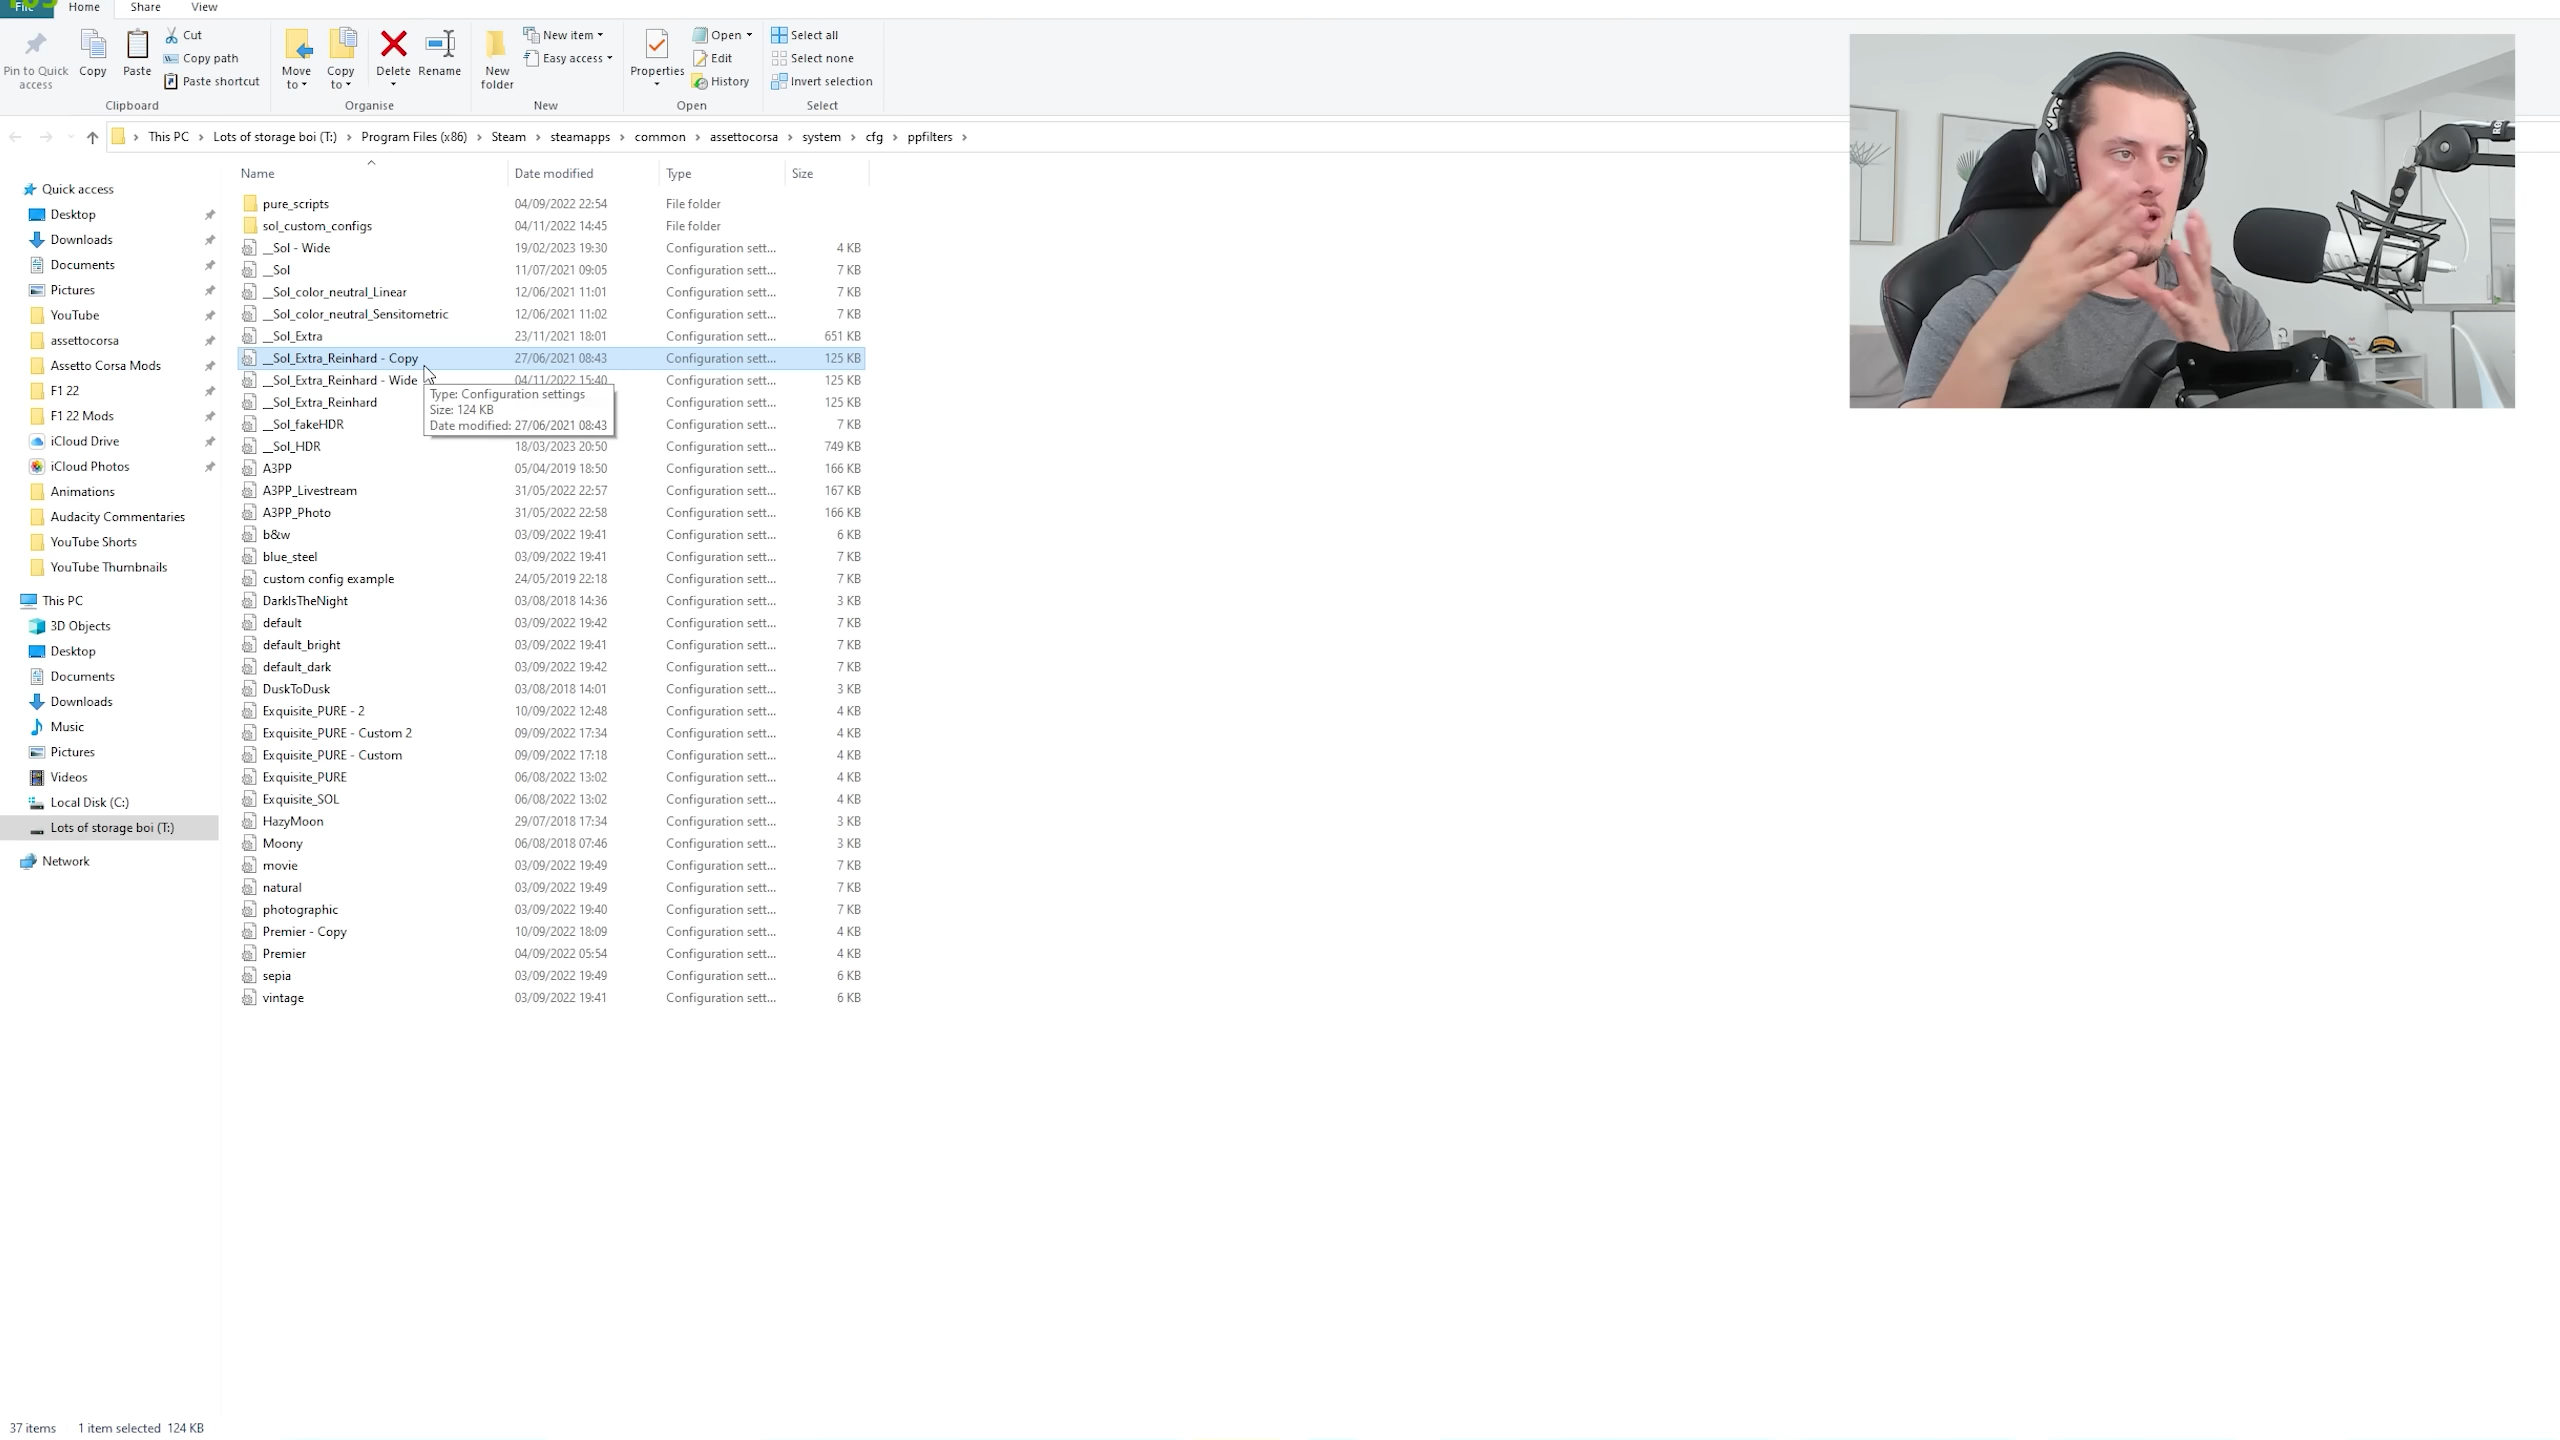 File Home Share View
Pin to Quick access
Copy
Paste
Cut
Copy path
Paste shortcut
Clipboard
Move to
Copy to
Delete
Rename
Organise
New folder
New item
Easy access
New
Properties
Open
Edit
History
Open
Select all
Select none
Invert selection
Select
This PC > Lots of storage boi (T:) > Program Files (x86) > Steam > steamapps > common > assettocorsa > system > cfg > ppfilters >
Quick access
Desktop
Downloads
Documents
Pictures
YouTube
assettocorsa
Assetto Corsa Mods
F1 22
F1 22 Mods
iCloud Drive
iCloud Photos
Animations
Audacity Commentaries
YouTube Shorts
YouTube Thumbnails
This PC
3D Objects
Desktop
Documents
Downloads
Music
Pictures
Videos
Local Disk (C:)
Lots of storage boi (T:)
Network
Name Date modified Type Size
pure_scripts 04/09/2022 22:54 File folder
sol_custom_configs 04/11/2022 14:45 File folder
__Sol - Wide 19/02/2023 19:30 Configuration sett... 4 KB
__Sol 11/07/2021 09:05 Configuration sett... 7 KB
__Sol_color_neutral_Linear 12/06/2021 11:01 Configuration sett... 7 KB
__Sol_color_neutral_Sensitometric 12/06/2021 11:02 Configuration sett... 7 KB
__Sol_Extra 23/11/2021 18:01 Configuration sett... 651 KB
__Sol_Extra_Reinhard - Copy 27/06/2021 08:43 Configuration sett... 125 KB
__Sol_Extra_Reinhard - Wide 04/11/2022 15:40 Configuration sett... 125 KB
__Sol_Extra_Reinhard Configuration sett... 125 KB
__Sol_fakeHDR Configuration sett... 7 KB
Type: Configuration settings
Size: 124 KB
Date modified: 27/06/2021 08:43
__Sol_HDR 18/03/2023 20:50 Configuration sett... 749 KB
A3PP 05/04/2019 18:50 Configuration sett... 166 KB
A3PP_Livestream 31/05/2022 22:57 Configuration sett... 167 KB
A3PP_Photo 31/05/2022 22:58 Configuration sett... 166 KB
b&w 03/09/2022 19:41 Configuration sett... 6 KB
blue_steel 03/09/2022 19:41 Configuration sett... 7 KB
custom config example 24/05/2019 22:18 Configuration sett... 7 KB
DarkIsTheNight 03/08/2018 14:36 Configuration sett... 3 KB
default 03/09/2022 19:42 Configuration sett... 7 KB
default_bright 03/09/2022 19:41 Configuration sett... 7 KB
default_dark 03/09/2022 19:42 Configuration sett... 7 KB
DuskToDusk 03/08/2018 14:01 Configuration sett... 3 KB
Exquisite_PURE - 2 10/09/2022 12:48 Configuration sett... 4 KB
Exquisite_PURE - Custom 2 09/09/2022 17:34 Configuration sett... 4 KB
Exquisite_PURE - Custom 09/09/2022 17:18 Configuration sett... 4 KB
Exquisite_PURE 06/08/2022 13:02 Configuration sett... 4 KB
Exquisite_SOL 06/08/2022 13:02 Configuration sett... 4 KB
HazyMoon 29/07/2018 17:34 Configuration sett... 3 KB
Moony 06/08/2018 07:46 Configuration sett... 3 KB
movie 03/09/2022 19:49 Configuration sett... 7 KB
natural 03/09/2022 19:49 Configuration sett... 7 KB
photographic 03/09/2022 19:40 Configuration sett... 7 KB
Premier - Copy 10/09/2022 18:09 Configuration sett... 4 KB
Premier 04/09/2022 05:54 Configuration sett... 4 KB
sepia 03/09/2022 19:49 Configuration sett... 6 KB
vintage 03/09/2022 19:41 Configuration sett... 6 KB
37 items 1 item selected 124 KB